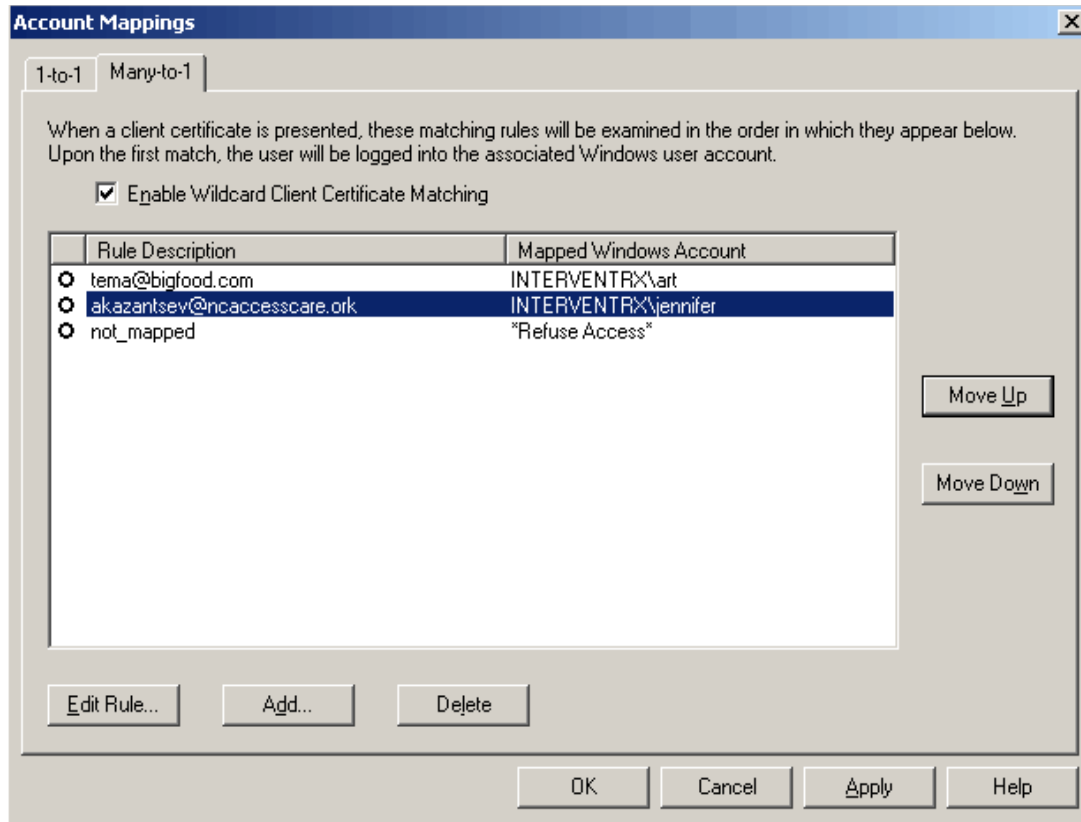 Account Mappings
1-to-1 Many-to-1
When a client certificate is presented, these matching rules will be examined in the order in which they appear below.
Upon the first match, the user will be logged into the associated Windows user account.
Enable Wildcard Client Certificate Matching
Rule Description Mapped Windows Account
tema@bigfood.com INTERVENTRX\art
akazantsev@ncaccesscare.ork INTERVENTRX\jennifer
not_mapped "Refuse Access"
Move Up
Move Down
Edit Rule... Add... Delete
OK Cancel Apply Help